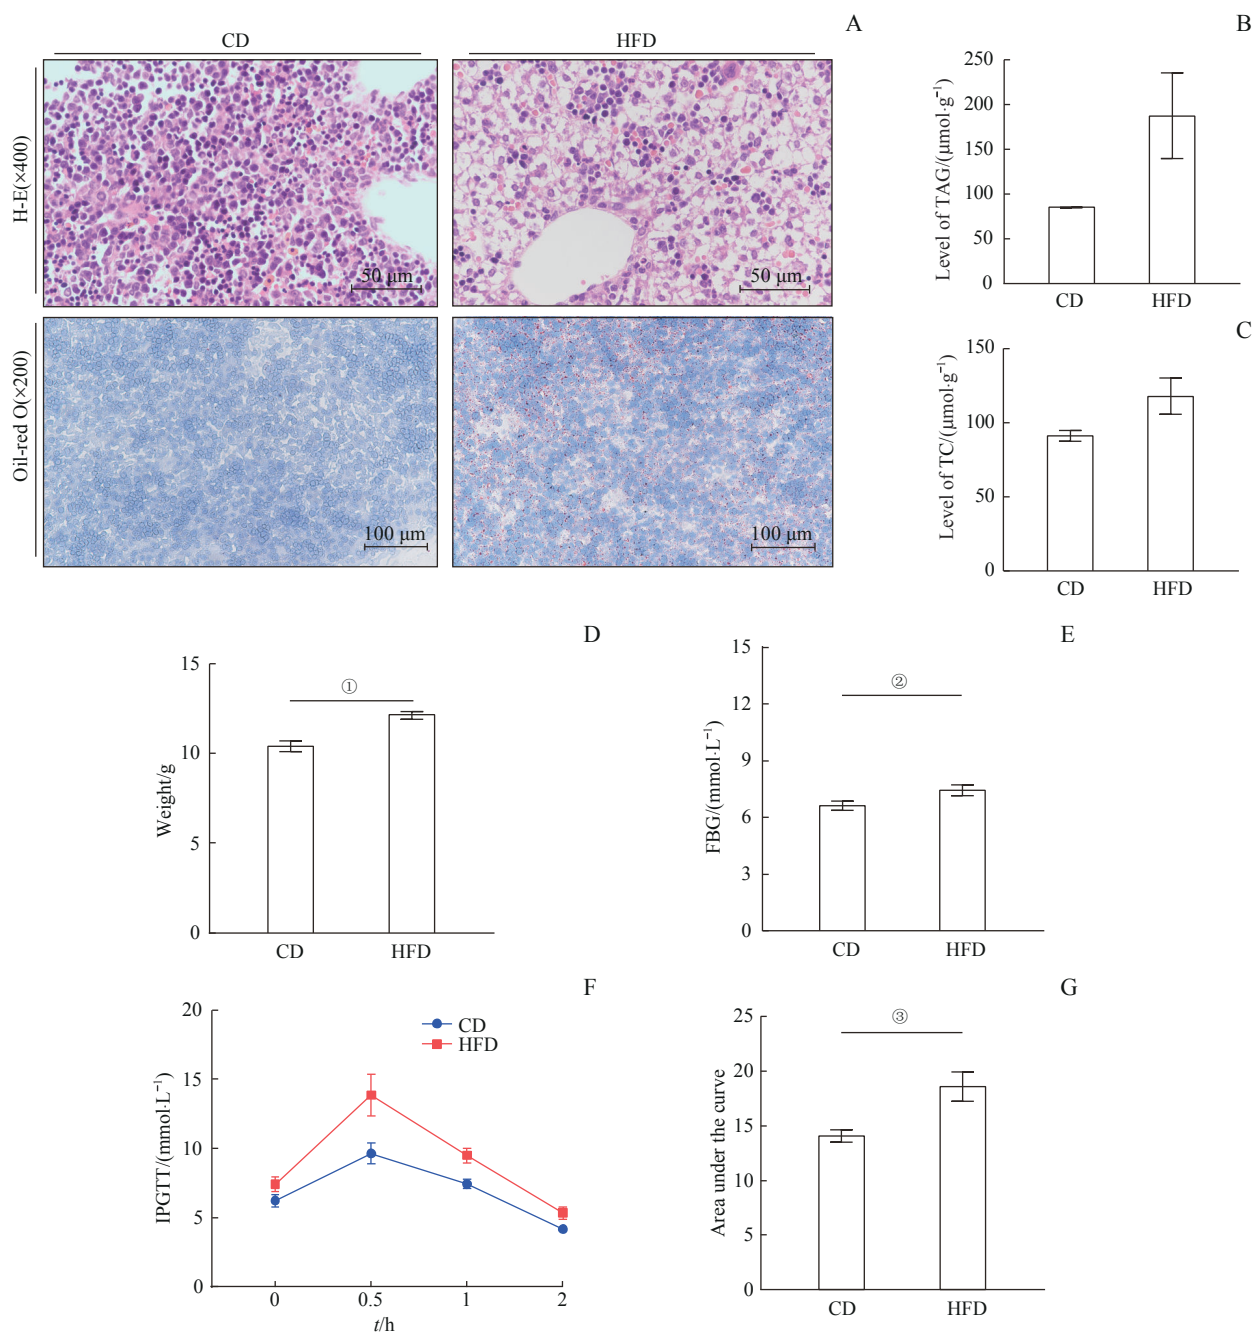 A
CD
HFD
H-E(×400)
50 μm
50 μm
Oil-red O(×200)
100 μm
100 μm
B
Level of TAG/(μmol·g⁻¹)
250
200
150
100
50
0
CD
HFD
C
Level of TC/(μmol·g⁻¹)
150
100
50
0
CD
HFD
D
Weight/g
15
10
5
0
①
CD
HFD
E
FBG/(mmol·L⁻¹)
15
12
9
6
3
0
②
CD
HFD
F
IPGTT/(mmol·L⁻¹)
20
15
10
5
0
CD
HFD
0
0.5
1
2
t/h
G
Area under the curve
25
20
15
10
5
0
③
CD
HFD